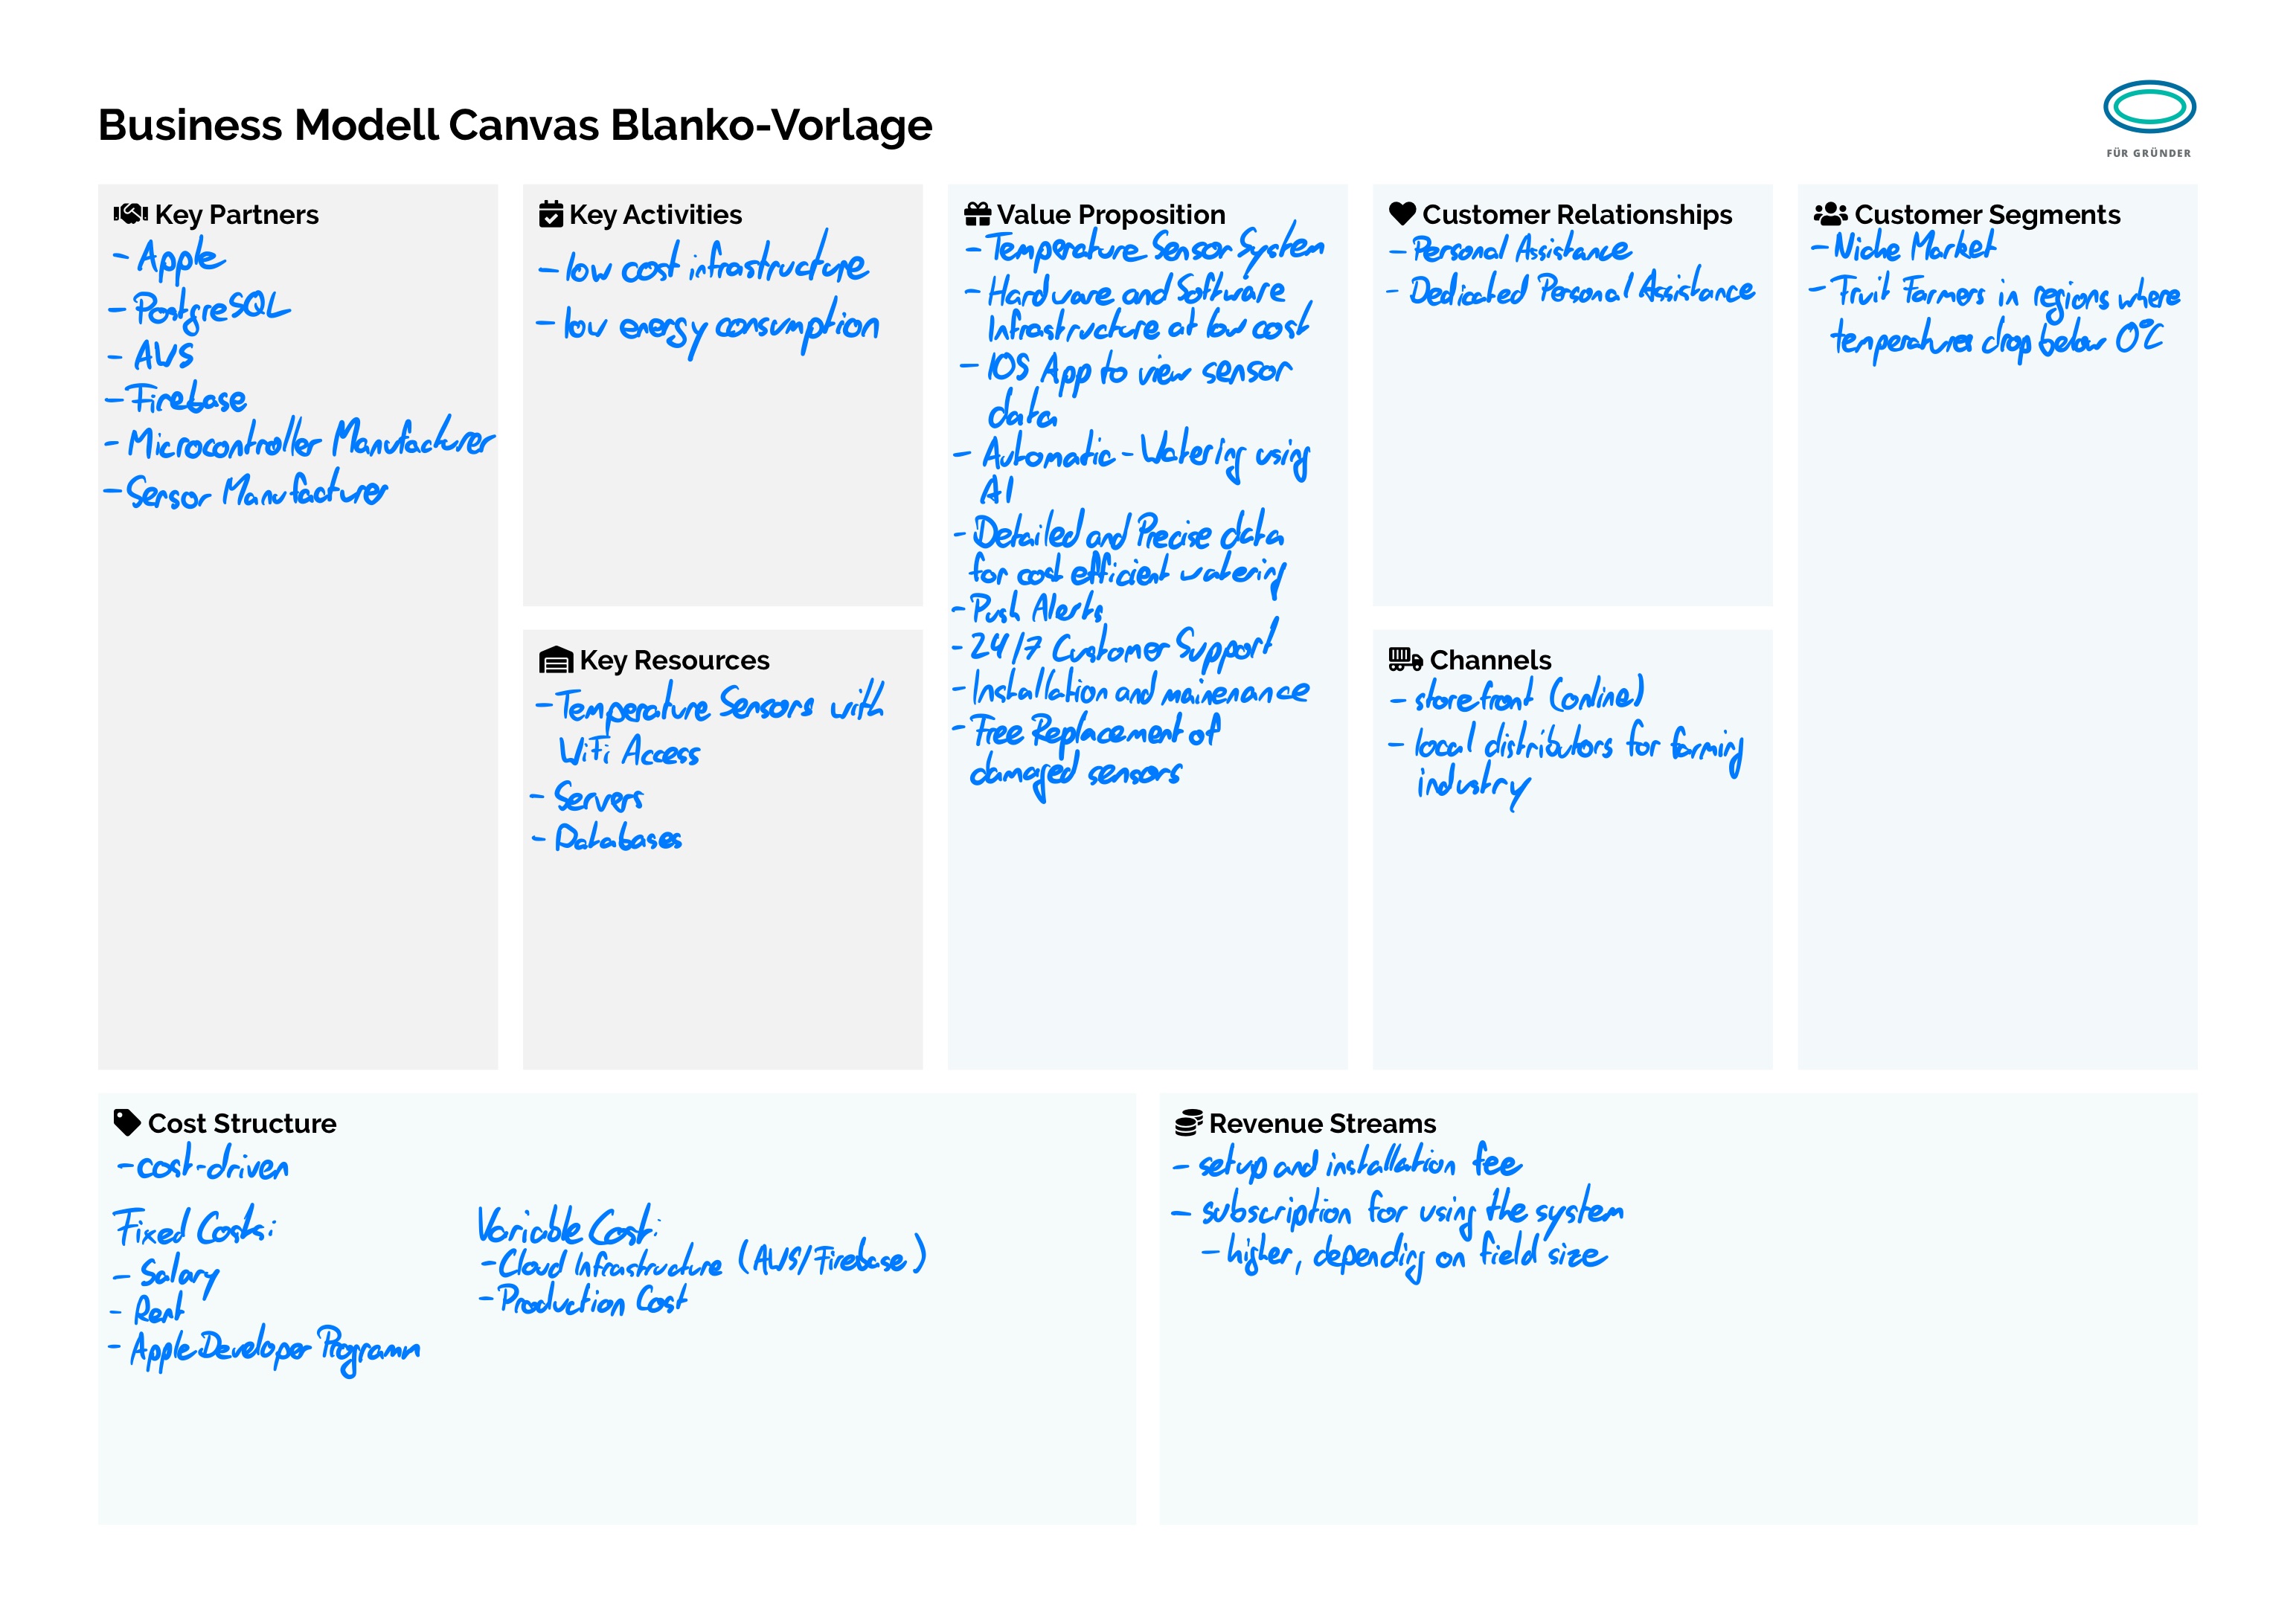 Business Modell Canvas Blanko-Vorlage
FÜR GRÜNDER
Key Partners
- Apple
- PostgreSQL
- AWS
- Firebase
- Microcontroller Manufacturer
- Sensor Manufacturer
Key Activities
- low cost infrastructure
- low energy consumption
Key Resources
- Temperature Sensors with
WiFi Access
- Servers
- Databases
Value Proposition
- Temperature Sensor System
- Hardware and Software
Infrastructure at low cost
- IOS App to view sensor
data
- Automatic-Watering using
AI
- Detailed and Precise data
for cost efficient watering
- Push Alerts
- 24/7 Customer Support
- Installation and mainenance
- Free Replacement of
damaged sensors
Customer Relationships
- Personal Assistance
- Dedicated Personal Assistance
Channels
- storefront (online)
- local distributors for farming
industry
Customer Segments
- Niche Market
- Fruit Farmers in regions where
temperatures drop below 0°C
Cost Structure
- cost-driven
Fixed Costs:
- Salary
- Rent
- Apple Developer Programm
Variable Cost:
- Cloud Infrastructure (AWS/Firebase)
- Production Cost
Revenue Streams
- setup and installation fee
- subscription for using the system
- higher, depending on field size